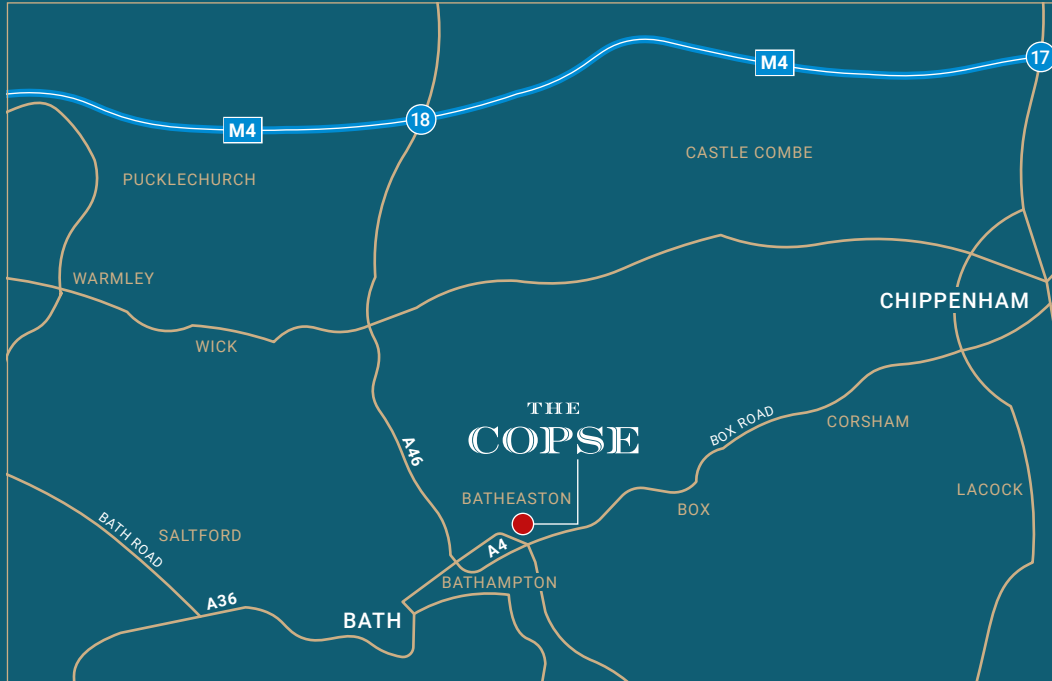 M4
17
18
M4
CASTLE COMBE
PUCKLECHURCH
WARMLEY
CHIPPENHAM
WICK
THE
COPSE
BOX ROAD
CORSHAM
A46
LACOCK
BATHEASTON
BOX
BATH ROAD
SALTFORD
A4
BATHAMPTON
A36
BATH